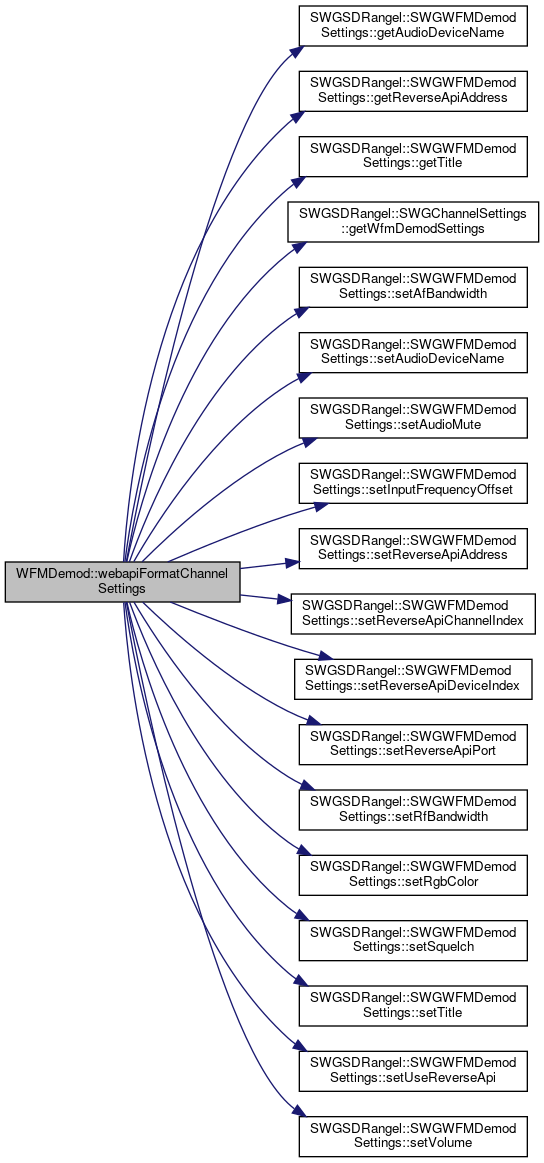 SWGSDRangel::SWGWFMDemod
Settings::getAudioDeviceName
SWGSDRangel::SWGWFMDemod
Settings::getReverseApiAddress
SWGSDRangel::SWGWFMDemod
Settings::getTitle
SWGSDRangel::SWGChannelSettings
::getWfmDemodSettings
SWGSDRangel::SWGWFMDemod
Settings::setAfBandwidth
SWGSDRangel::SWGWFMDemod
Settings::setAudioDeviceName
SWGSDRangel::SWGWFMDemod
Settings::setAudioMute
SWGSDRangel::SWGWFMDemod
Settings::setInputFrequencyOffset
SWGSDRangel::SWGWFMDemod
Settings::setReverseApiAddress
WFMDemod::webapiFormatChannel
Settings
SWGSDRangel::SWGWFMDemod
Settings::setReverseApiChannelIndex
SWGSDRangel::SWGWFMDemod
Settings::setReverseApiDeviceIndex
SWGSDRangel::SWGWFMDemod
Settings::setReverseApiPort
SWGSDRangel::SWGWFMDemod
Settings::setRfBandwidth
SWGSDRangel::SWGWFMDemod
Settings::setRgbColor
SWGSDRangel::SWGWFMDemod
Settings::setSquelch
SWGSDRangel::SWGWFMDemod
Settings::setTitle
SWGSDRangel::SWGWFMDemod
Settings::setUseReverseApi
SWGSDRangel::SWGWFMDemod
Settings::setVolume